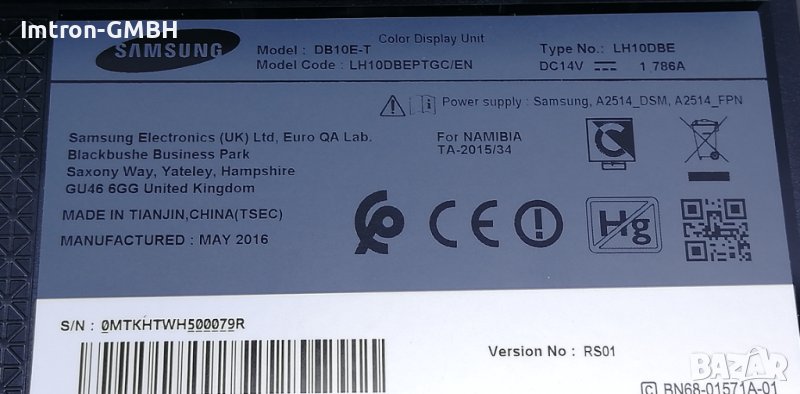 Imtron-GMBH
SAMSUNG
Color Display Unit
Model : DB10E-T
Type No.: LH10DBE
Model Code : LH10DBEPTGC/EN
DC14V ⎓ 1,786A
Power supply : Samsung, A2514_DSM, A2514_FPN
Samsung Electronics (UK) Ltd, Euro QA Lab.
Blackbushe Business Park
Saxony Way, Yateley, Hampshire
GU46 6GG United Kingdom
For NAMIBIA
TA-2015/34
MADE IN TIANJIN,CHINA(TSEC)
MANUFACTURED : MAY 2016
CE
Hg
S/N : 0MTKHTWH500079R
Version No : RS01
BAZAR
C BN68-01571A-01